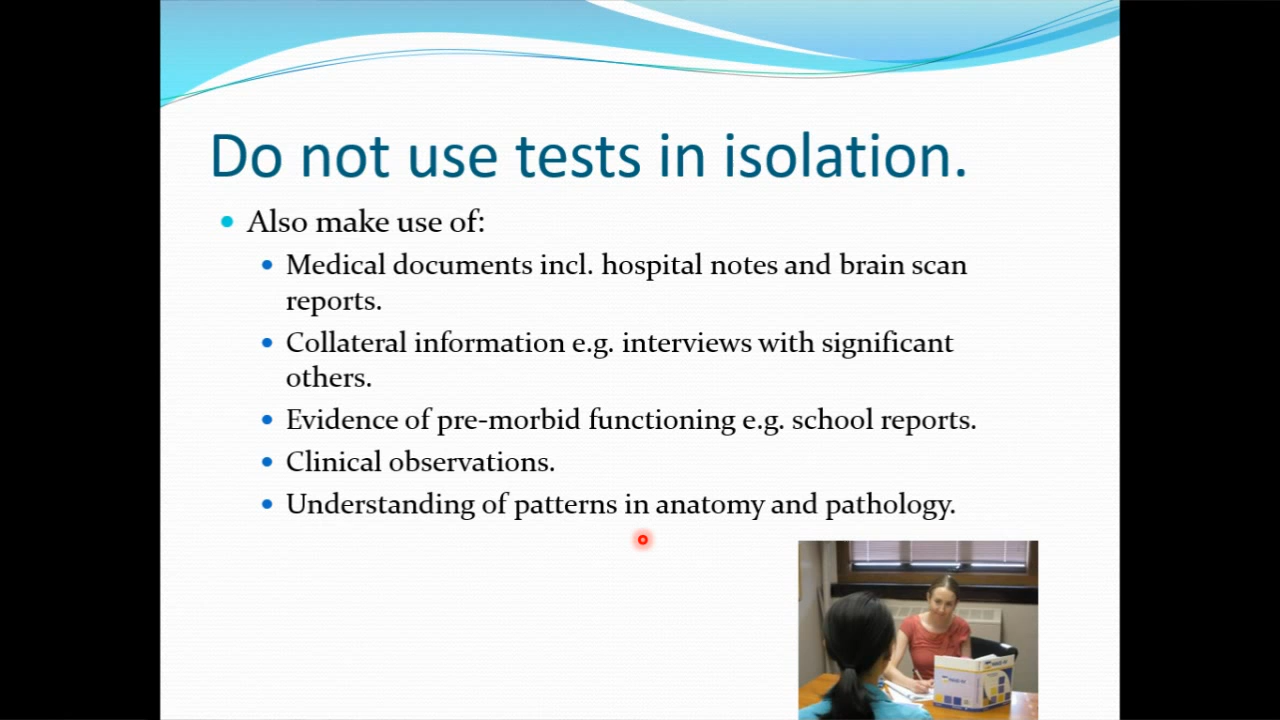 Do not use tests in isolation.
Also make use of:
Medical documents incl. hospital notes and brain scan
reports.
Collateral information e.g. interviews with significant
others.
Evidence of pre-morbid functioning e.g. school reports.
Clinical observations.
Understanding of patterns in anatomy and pathology.